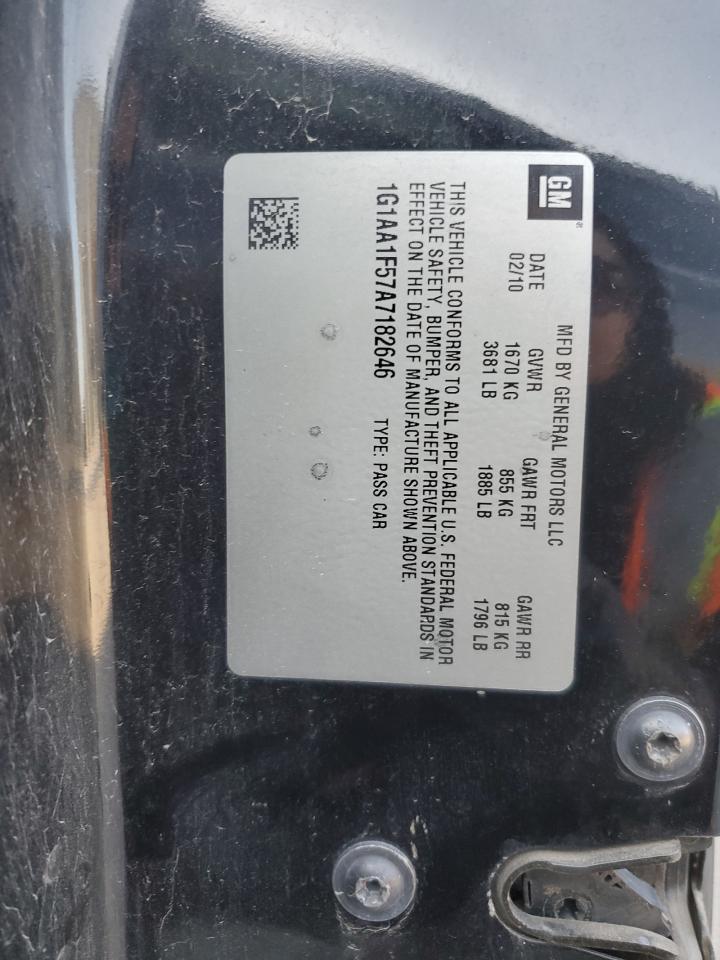 GM
MFD BY GENERAL MOTORS LLC
DATE GVWR GAWR FRT GAWR RR
02/10 1670 KG 855 KG 815 KG
3681 LB 1885 LB 1796 LB
THIS VEHICLE CONFORMS TO ALL APPLICABLE U.S. FEDERAL MOTOR
VEHICLE SAFETY, BUMPER, AND THEFT PREVENTION STANDARDS IN
EFFECT ON THE DATE OF MANUFACTURE SHOWN ABOVE.
1G1AA1F57A7182646 TYPE: PASS CAR